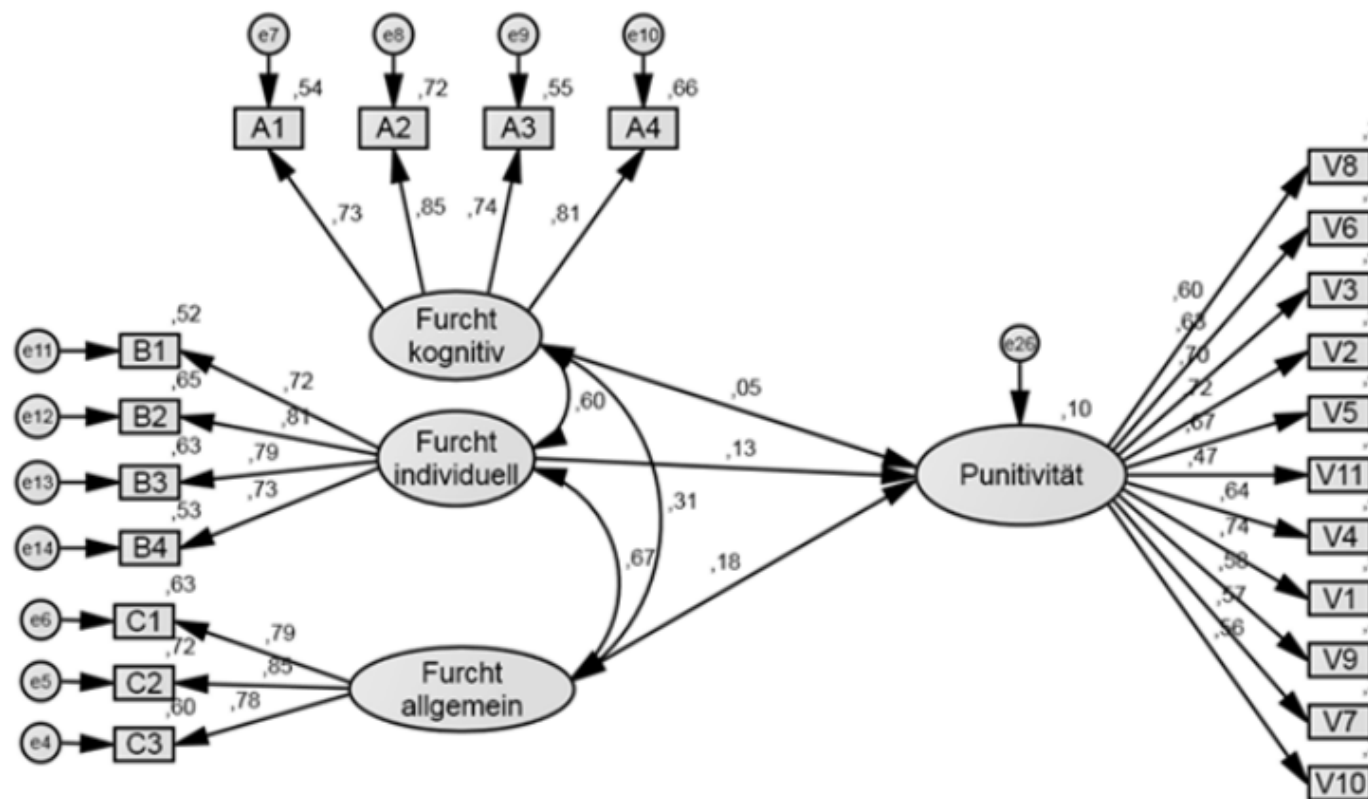 e7 e8 e9 e10
,54 ,72 ,55 ,66
A1 A2 A3 A4
,73 ,85 ,74 ,81
Furcht
kognitiv
,52
e11 B1
,72
,65
e12 B2
,81
,63
e13 B3
,79
,53
e14 B4
,73
Furcht
individuell
,63
e6 C1
,79
,72
e5 C2
,85
,60
e4 C3
,78
Furcht
allgemein
,60
,31
,67
,05
,13
,18
e26
,10
Punitivität
,60
V8
V6
,70
V3
,72
V2
,67
V5
,47
V11
,64
V4
,74
V1
,58
V9
,57
V7
,56
V10